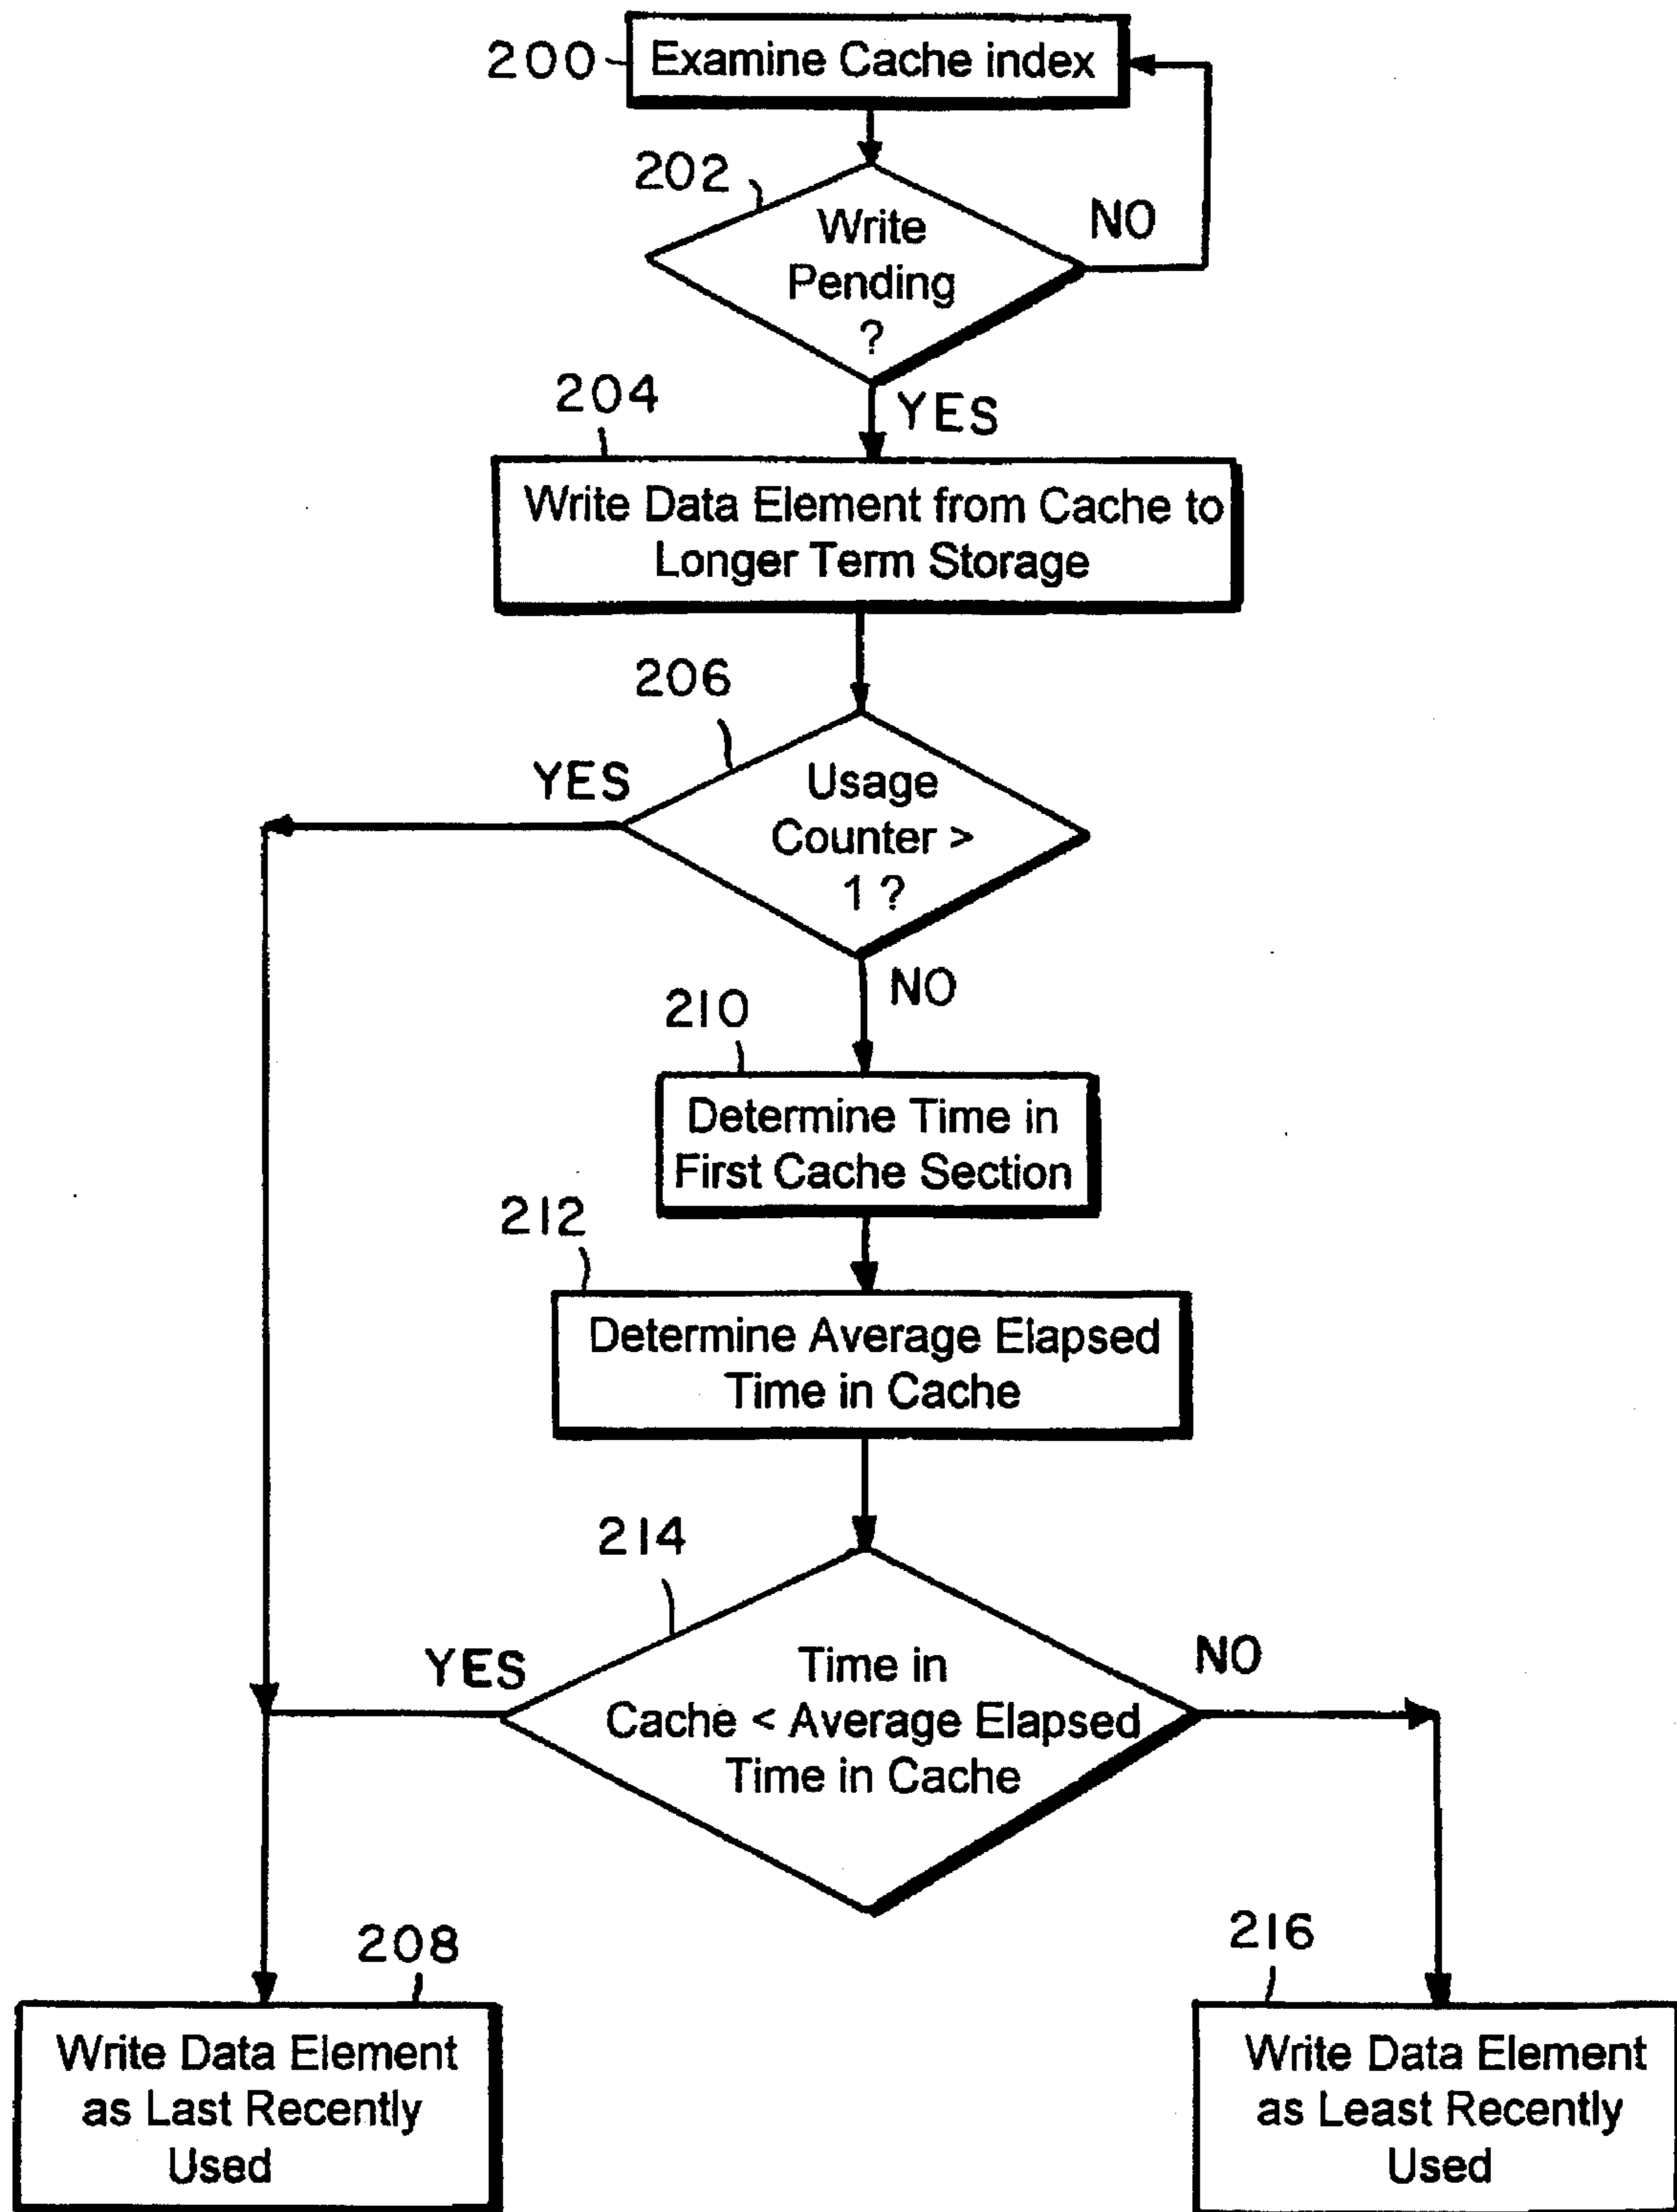 200
Examine Cache index
202
Write
Pending
?
NO
YES
204
Write Data Element from Cache to
Longer Term Storage
206
Usage
Counter >
1 ?
YES
NO
210
Determine Time in
First Cache Section
212
Determine Average Elapsed
Time in Cache
214
Time in
Cache < Average Elapsed
Time in Cache
YES
NO
208
Write Data Element
as Last Recently
Used
216
Write Data Element
as Least Recently
Used